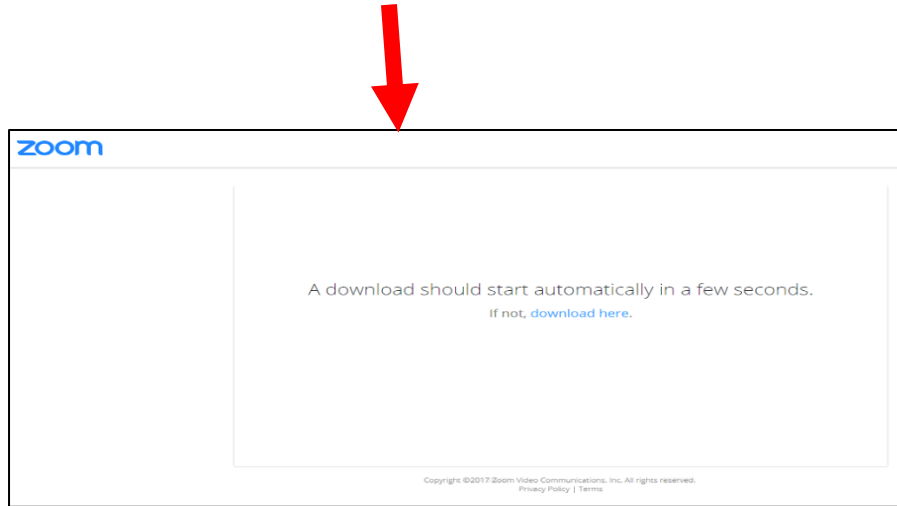 zoom
A download should start automatically in a few seconds.
If not, download here.
Copyright ©2017 Zoom Video Communications, Inc. All rights reserved.
Privacy Policy | Terms